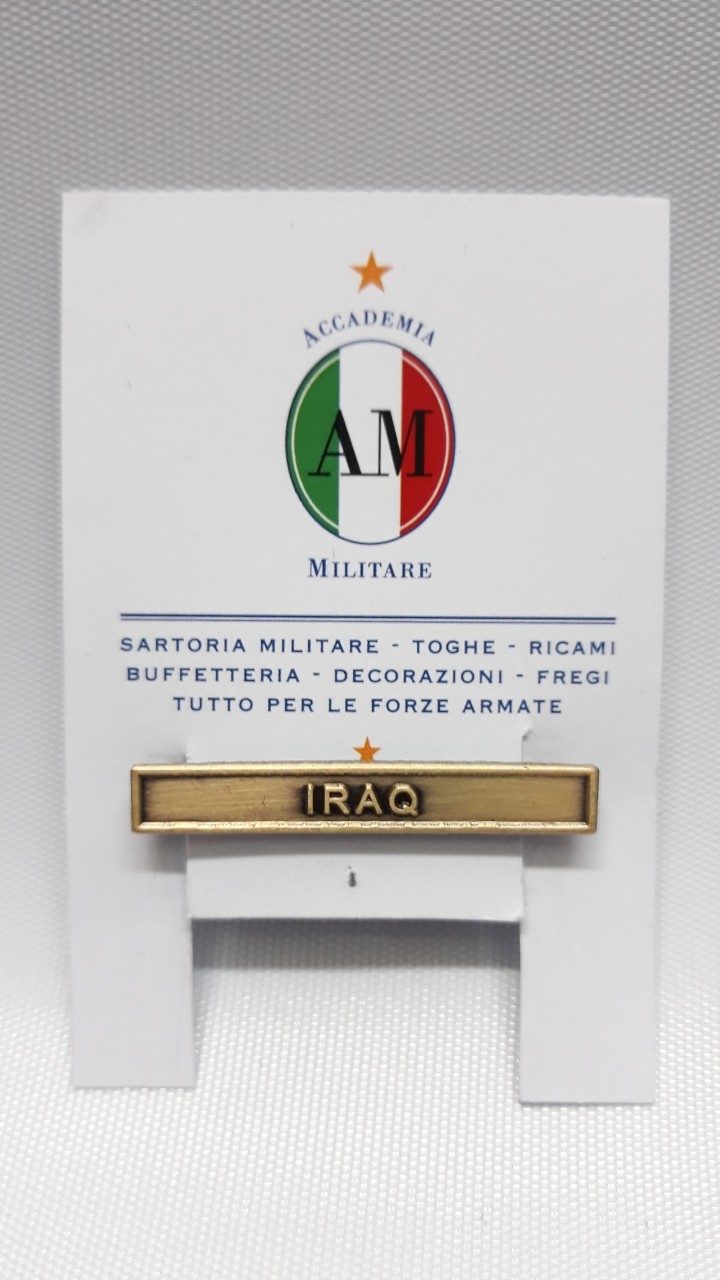 ACCADEMIA
AM
MILITARE
SARTORIA MILITARE - TOGHE - RICAMI
BUFFETTERIA - DECORAZIONI - FREGI
TUTTO PER LE FORZE ARMATE
IRAQ